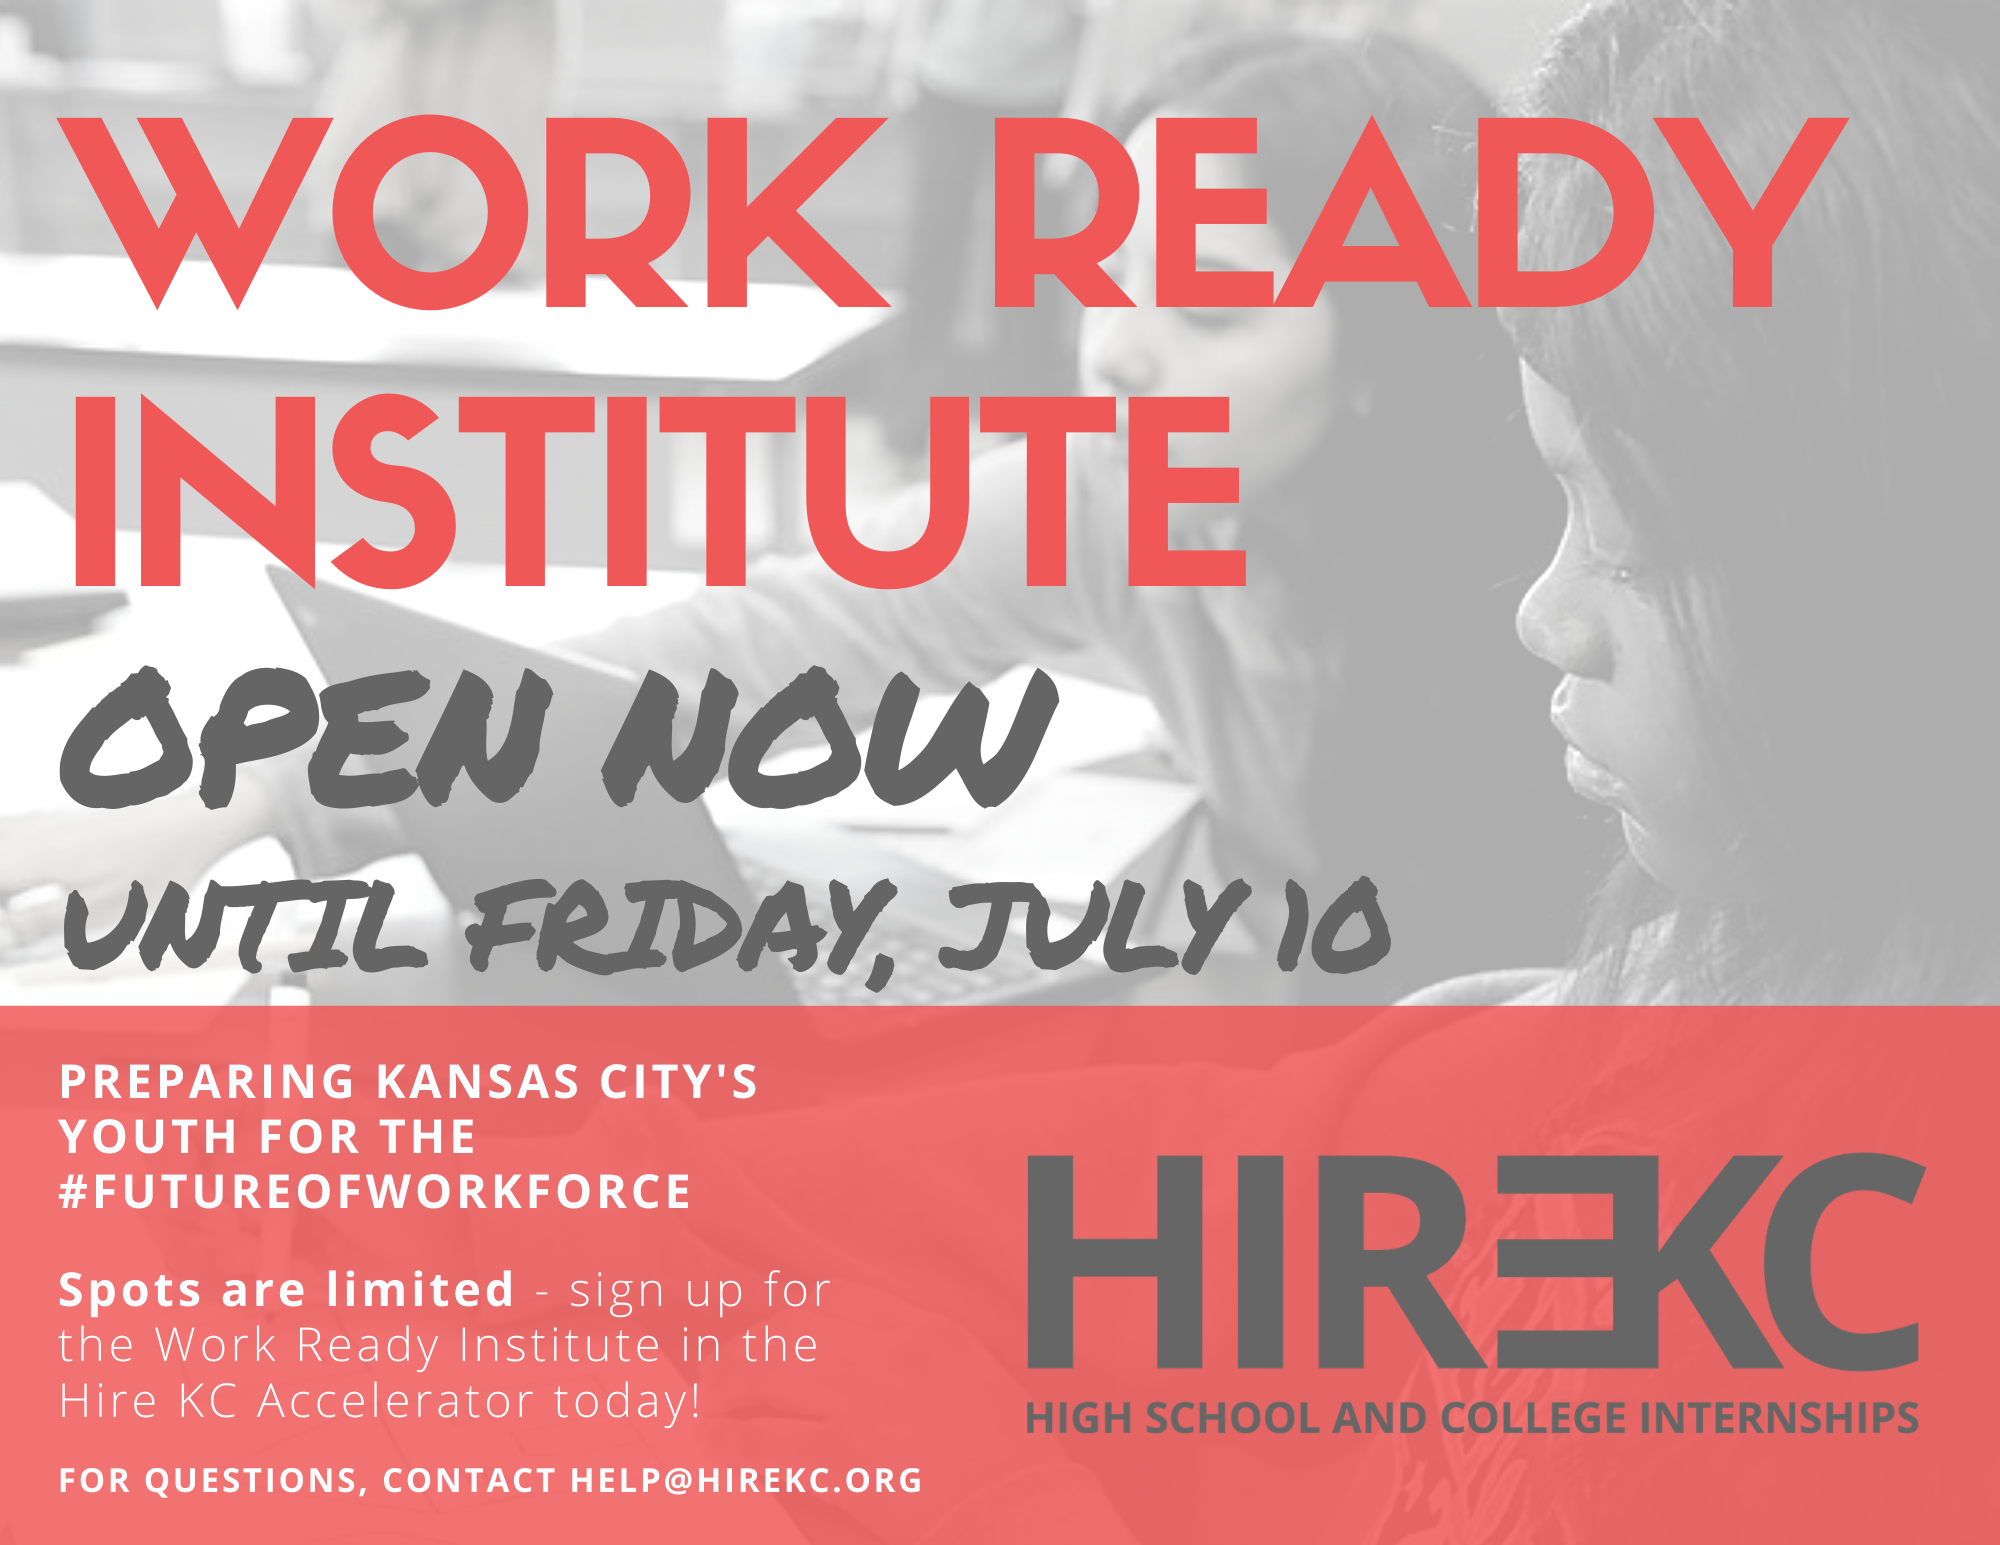 WORK READY
INSTITUTE
OPEN NOW
UNTIL FRIDAY, JULY 10
PREPARING KANSAS CITY'S
YOUTH FOR THE
#FUTUREOFWORKFORCE
Spots are limited - sign up for
the Work Ready Institute in the
Hire KC Accelerator today!
FOR QUESTIONS, CONTACT HELP@HIREKC.ORG
HIREKC
HIGH SCHOOL AND COLLEGE INTERNSHIPS